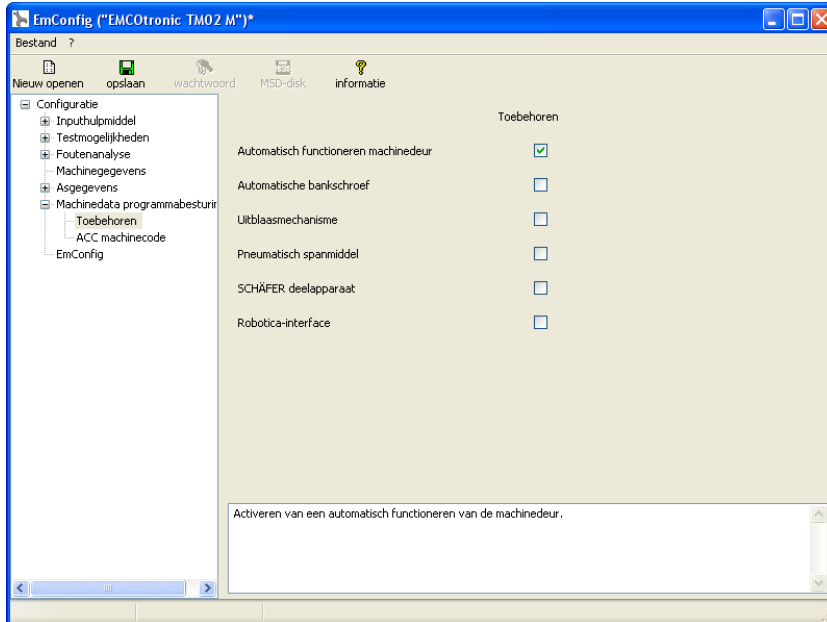 EmConfig ("EMCOtronic TM02 M")*
Bestand ?
Nieuw openen opslaan wachtwoord MSD-disk informatie
Configuratie
Inputhulpmiddel
Testmogelijkheden
Foutenanalyse
Machinegegevens
Asgegevens
Machinedata programmabesturin
Toebehoren
ACC machinecode
EmConfig
Toebehoren
Automatisch functioneren machinedeur
Automatische bankschroef
Uitblaasmechanisme
Pneumatisch spanmiddel
SCHÄFER deelapparaat
Robotica-interface
Activeren van een automatisch functioneren van de machinedeur.